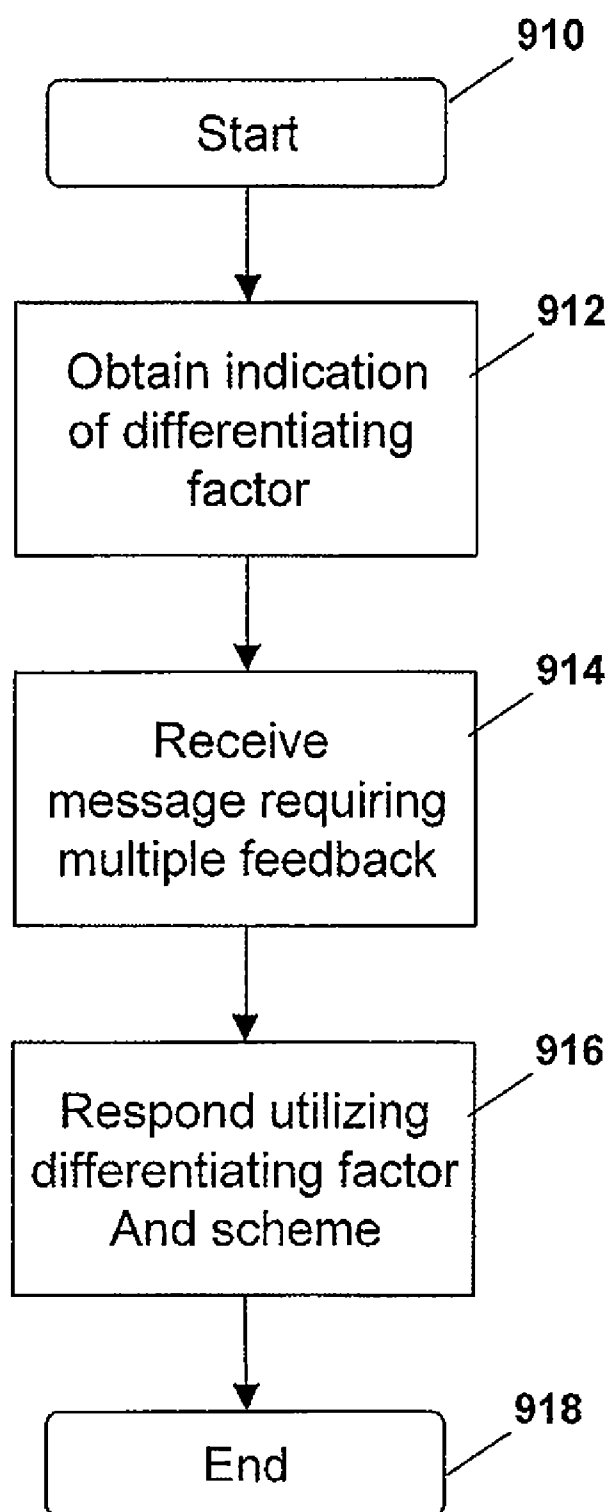 910
Start
912
Obtain indication
of differentiating
factor
914
Receive
message requiring
multiple feedback
916
Respond utilizing
differentiating factor
And scheme
918
End